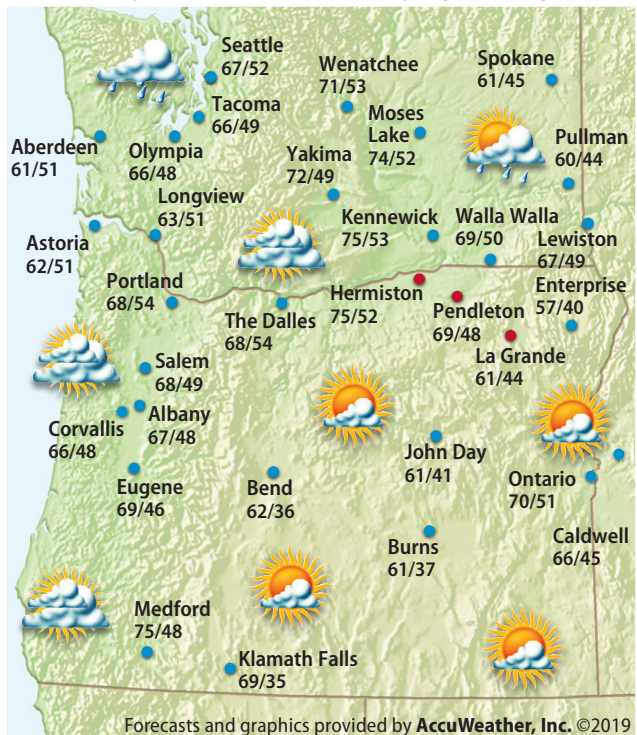 Seattle
67/52
Wenatchee
71/53
Spokane
61/45
Tacoma
66/49
Moses
Lake
74/52
Aberdeen
61/51
Olympia
66/48
Yakima
72/49
Pullman
60/44
Longview
63/51
Kennewick
75/53
Walla Walla
69/50
Lewiston
67/49
Astoria
62/51
Portland
68/54
The Dalles
68/54
Hermiston
75/52
Pendleton
69/48
Enterprise
57/40
La Grande
61/44
Salem
68/49
Albany
67/48
Corvallis
66/48
John Day
61/41
Ontario
70/51
Eugene
69/46
Bend
62/36
Burns
61/37
Caldwell
66/45
Medford
75/48
Klamath Falls
69/35
Forecasts and graphics provided by AccuWeather, Inc. ©2019